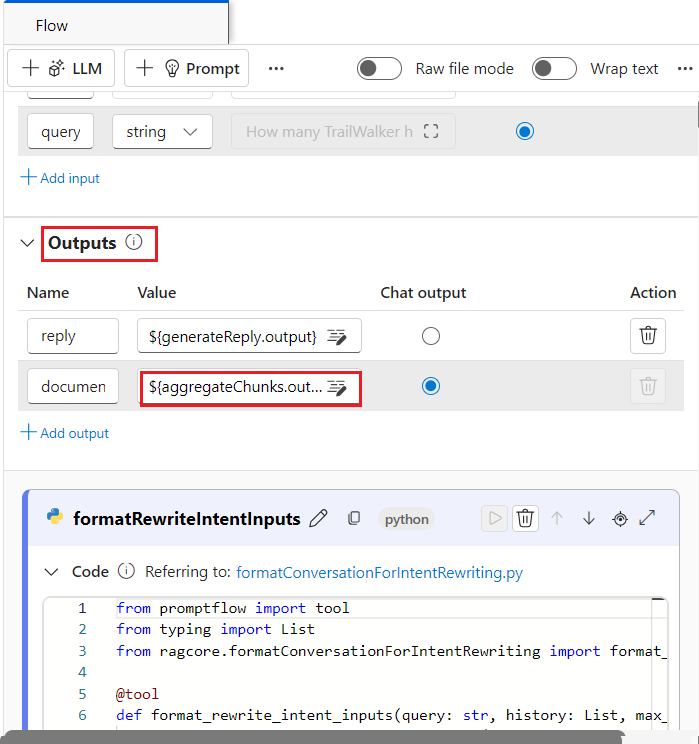 Flow
LLM Prompt ... Raw file mode Wrap text ...
query string How many TrailWalker h
Add input
Outputs
Name Value Chat output Action
reply ${generateReply.output}
documen ${aggregateChunks.out...
Add output
formatRewriteIntentInputs python
Code Referring to: formatConversationForIntentRewriting.py
1 from promptflow import tool
2 from typing import List
3 from ragcore.formatConversationForIntentRewriting import format_
4
5 @tool
6 def format_rewrite_intent_inputs(query: str, history: List, max_